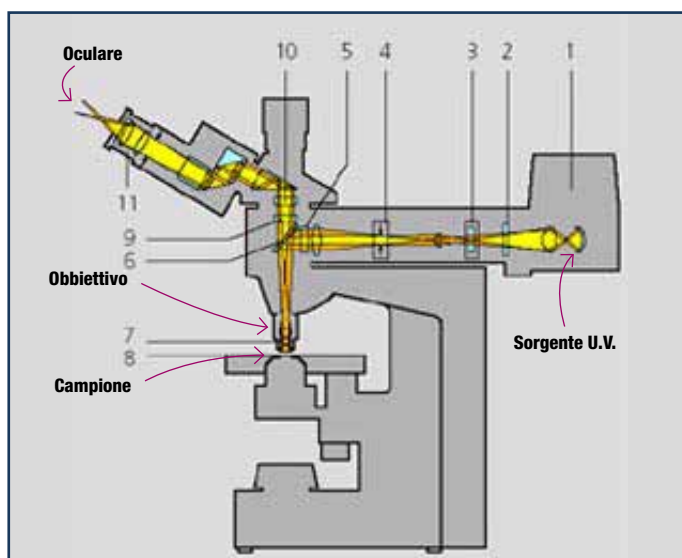 Oculare
10 5 4 3 2 1
11
9
6
Obbiettivo
7
8
Sorgente U.V.
Campione